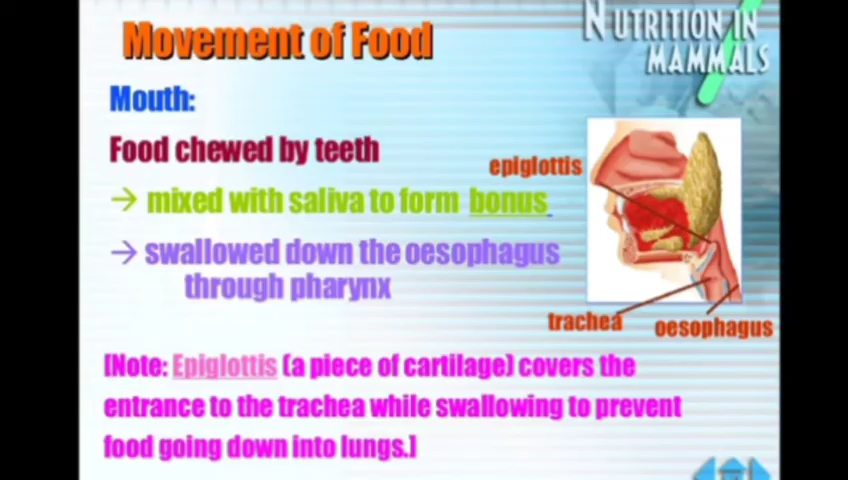 Movement of Food
NUTRITION IN
MAMMALS
Mouth:
Food chewed by teeth
epiglottis
→ mixed with saliva to form bonus
→ swallowed down the oesophagus
through pharynx
trachea
oesophagus
[Note: Epiglottis (a piece of cartilage) covers the
entrance to the trachea while swallowing to prevent
food going down into lungs.]